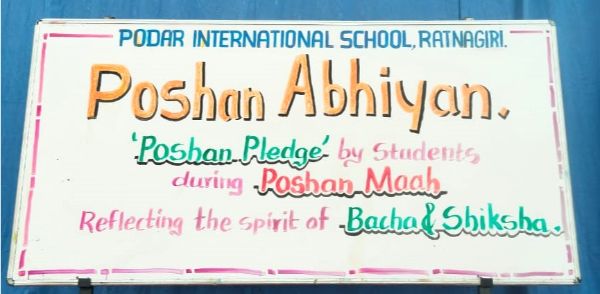 PODAR INTERNATIONAL SCHOOL, RATNAGIRI.
Poshan Abhiyan.
'Poshan Pledge' by Students
during Poshan Maah
Reflecting the spirit of Bacha & Shiksha.